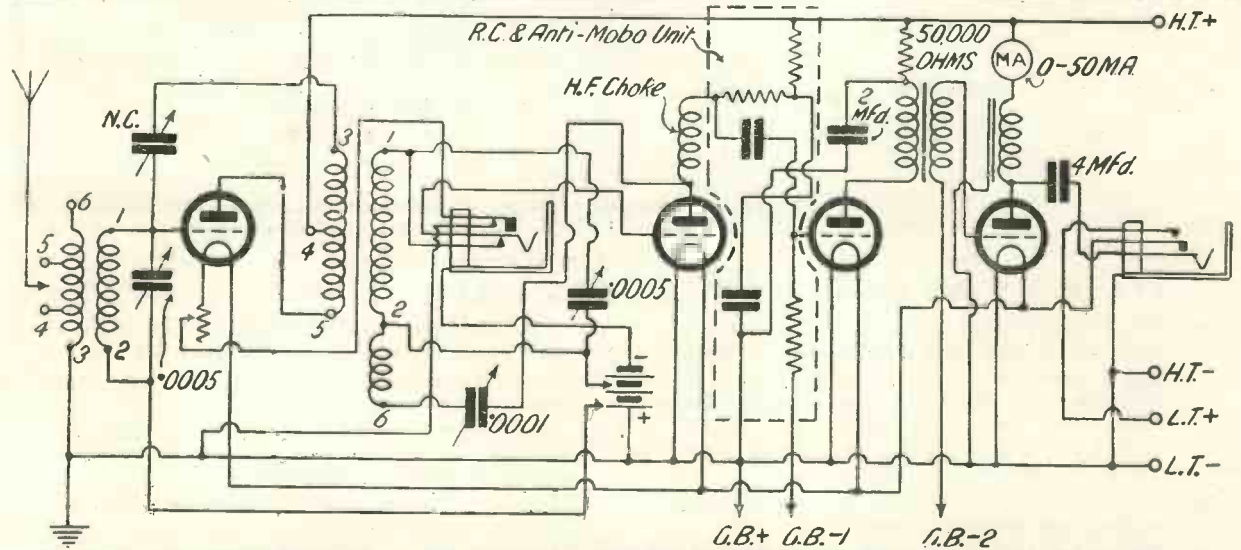 R.C. & Anti-Mobo Unit
H.F. Choke
50,000
OHMS
MA
0-50 MA.
H.T.+
N.C.
2
Mfd.
4 Mfd.
6
5
4
3
1
2
.0005
3
4
5
1
2
6
.0001
.0005
-
+
H.T.-
L.T.+
L.T.-
G.B.+
G.B.-1
G.B.-2